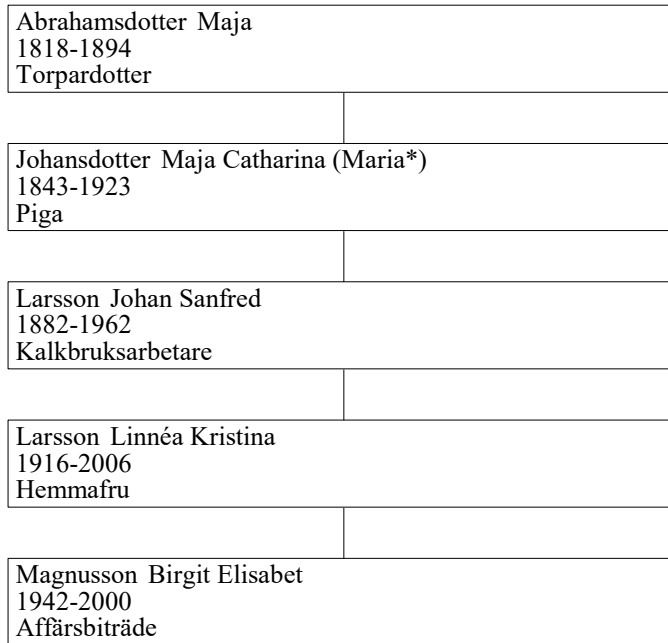 Abrahamsdotter Maja
1818-1894
Torpardotter
Johansdotter Maja Catharina (Maria*)
1843-1923
Piga
Larsson Johan Sanfred
1882-1962
Kalkbruksarbetare
Larsson Linnéa Kristina
1916-2006
Hemmafru
Magnusson Birgit Elisabet
1942-2000
Affärsbiträde